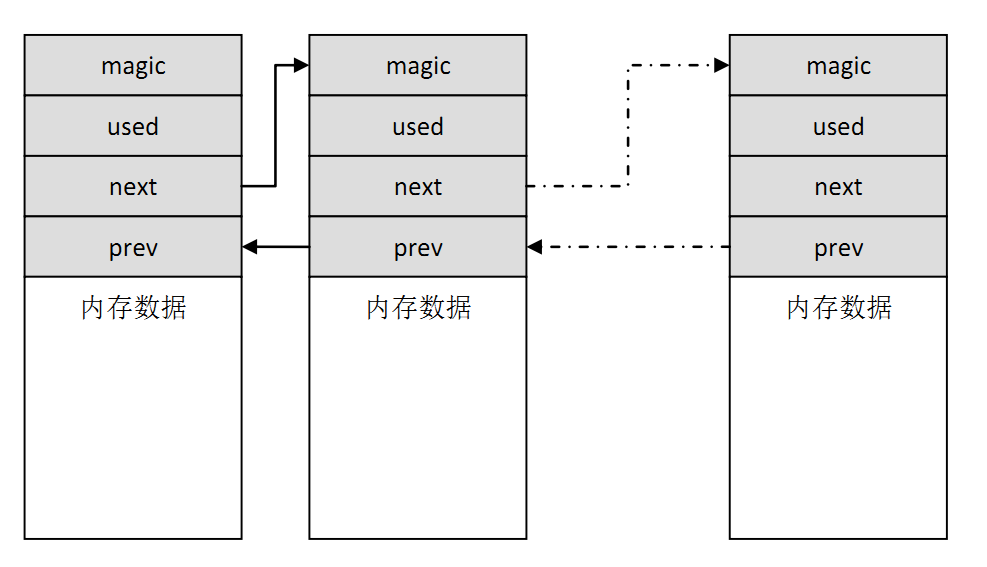 magic
used
next
prev
内存数据
magic
used
next
prev
内存数据
magic
used
next
prev
内存数据